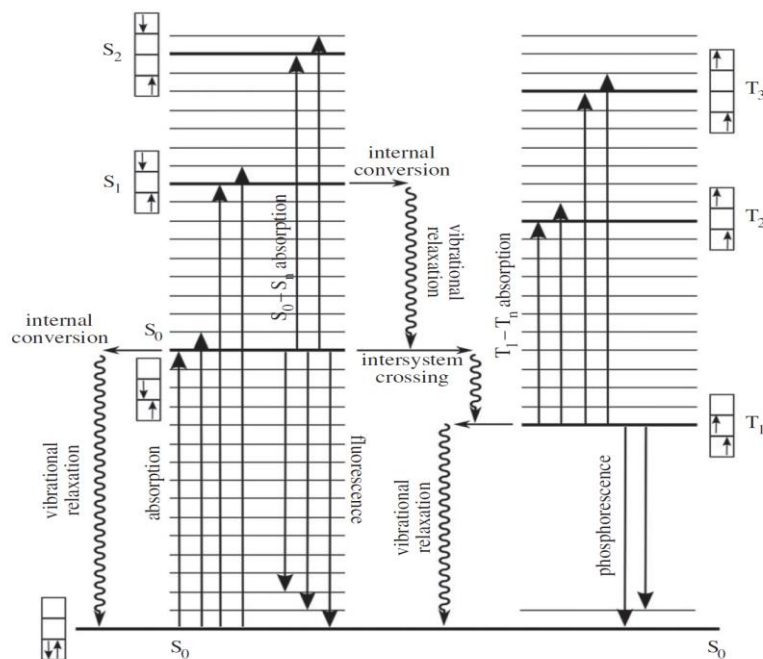 S2
S1
internal
conversion
vibrational
relaxation
S0 – Sn absorption
internal
conversion
S0
intersystem
crossing
vibrational
relaxation
absorption
fluorescence
vibrational
relaxation
S0
T3
T2
T1 – Tn absorption
T1
phosphorescence
S0